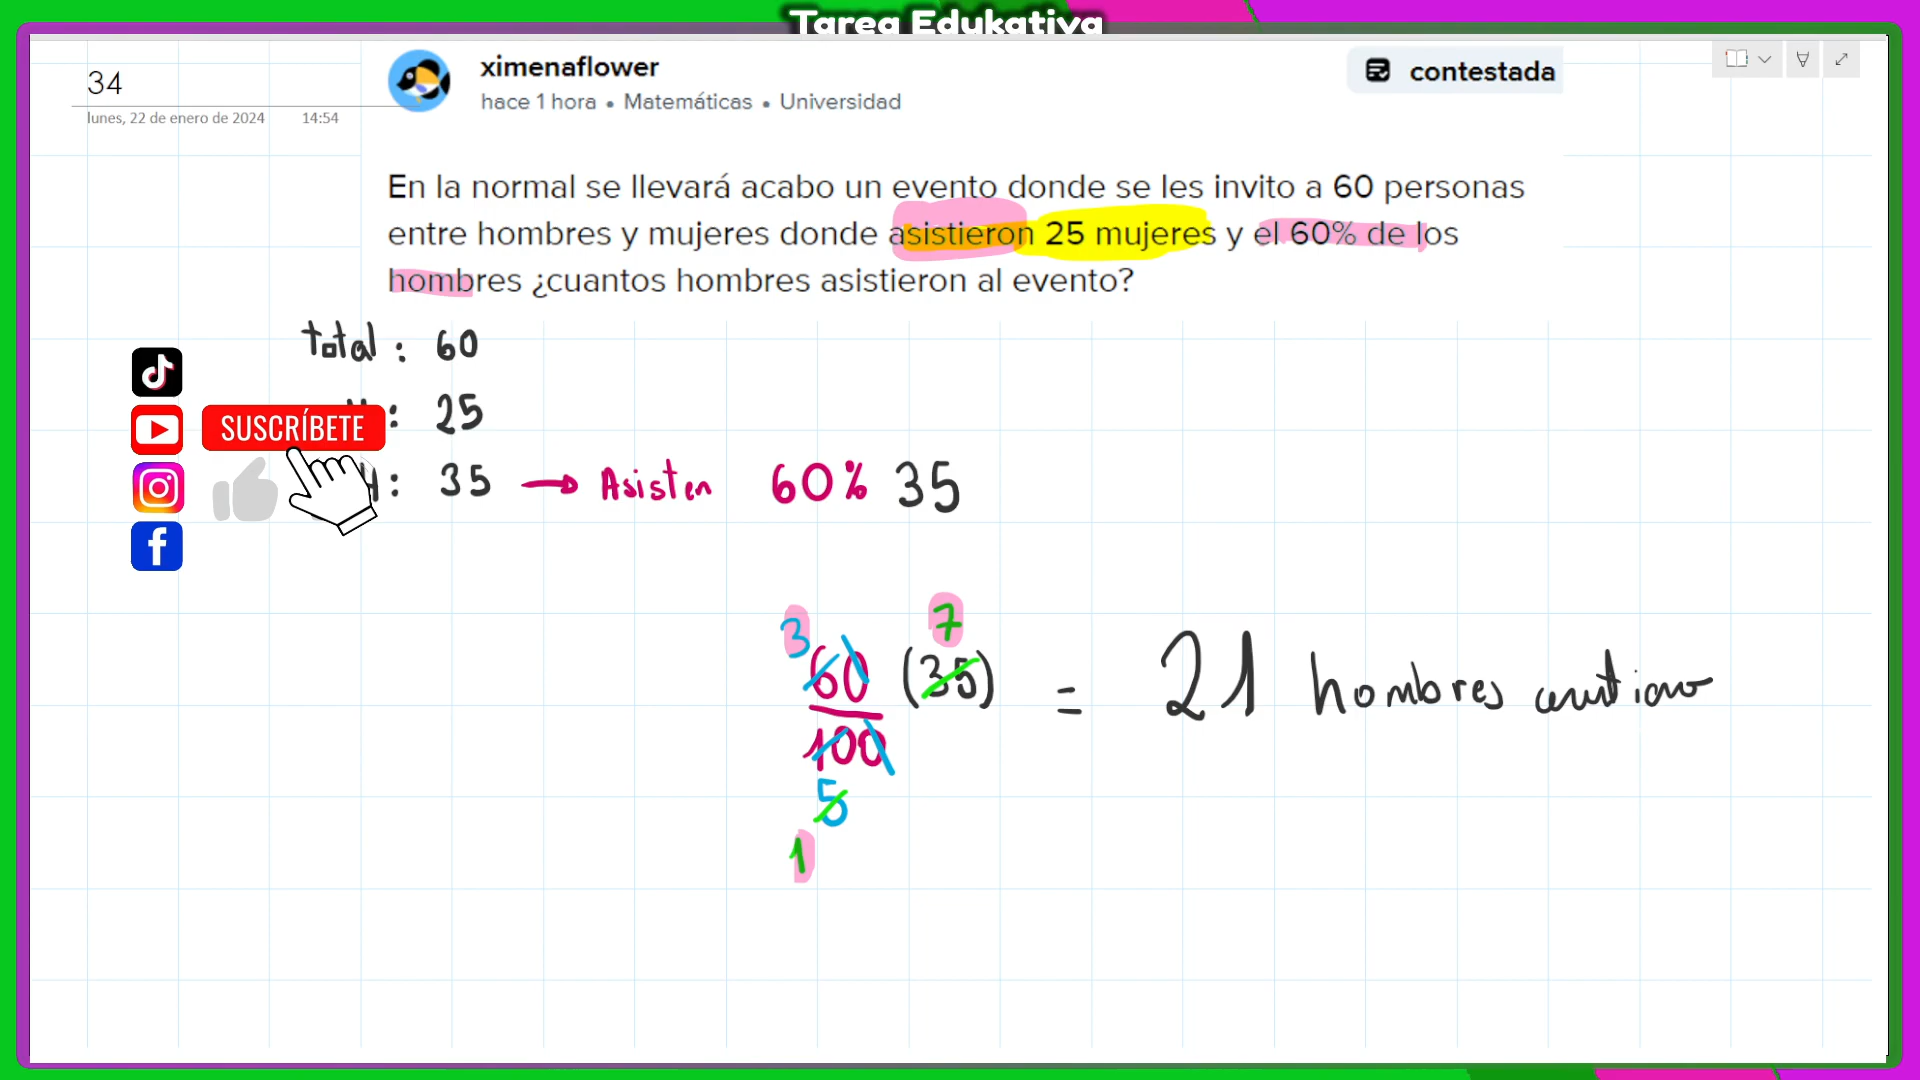 Tarea Edukativa
34
lunes, 22 de enero de 2024 14:54
ximenaflower
hace 1 hora • Matemáticas • Universidad
contestada
En la normal se llevará acabo un evento donde se les invito a 60 personas
entre hombres y mujeres donde asistieron 25 mujeres y el 60% de los
hombres ¿cuantos hombres asistieron al evento?
Total : 60
: 25
SUSCRÍBETE
H: 35 → Asisten 60% 35
3 7
60 (35) = 21 hombres
100
5
1